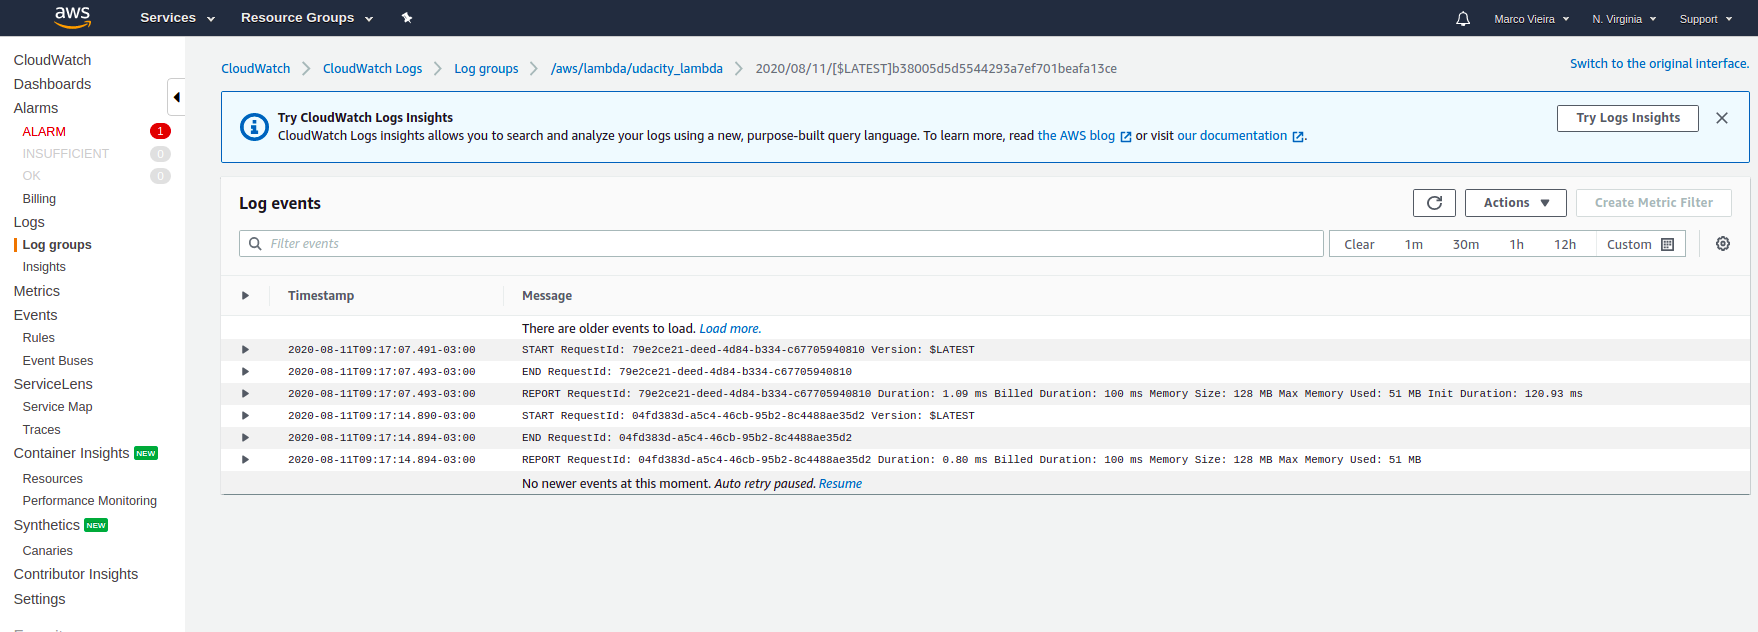 aws Services Resource Groups Marco Vieira N. Virginia Support
CloudWatch
Dashboards
Alarms
ALARM 1
INSUFFICIENT 0
OK 0
Billing
Logs
Log groups
Insights
Metrics
Events
Rules
Event Buses
ServiceLens
Service Map
Traces
Container Insights NEW
Resources
Performance Monitoring
Synthetics NEW
Canaries
Contributor Insights
Settings
CloudWatch CloudWatch Logs Log groups /aws/lambda/udacity_lambda 2020/08/11/[$LATEST]b38005d5d5544293a7ef701beafa13ce
Switch to the original interface.
Try CloudWatch Logs Insights
CloudWatch Logs insights allows you to search and analyze your logs using a new, purpose-built query language. To learn more, read the AWS blog or visit our documentation .
Try Logs Insights
Log events
Actions Create Metric Filter
Filter events Clear 1m 30m 1h 12h Custom
Timestamp Message
There are older events to load. Load more.
2020-08-11T09:17:07.491-03:00 START RequestId: 79e2ce21-deed-4d84-b334-c67705940810 Version: $LATEST
2020-08-11T09:17:07.493-03:00 END RequestId: 79e2ce21-deed-4d84-b334-c67705940810
2020-08-11T09:17:07.493-03:00 REPORT RequestId: 79e2ce21-deed-4d84-b334-c67705940810 Duration: 1.09 ms Billed Duration: 100 ms Memory Size: 128 MB Max Memory Used: 51 MB Init Duration: 120.93 ms
2020-08-11T09:17:14.890-03:00 START RequestId: 04fd383d-a5c4-46cb-95b2-8c4488ae35d2 Version: $LATEST
2020-08-11T09:17:14.894-03:00 END RequestId: 04fd383d-a5c4-46cb-95b2-8c4488ae35d2
2020-08-11T09:17:14.894-03:00 REPORT RequestId: 04fd383d-a5c4-46cb-95b2-8c4488ae35d2 Duration: 0.80 ms Billed Duration: 100 ms Memory Size: 128 MB Max Memory Used: 51 MB
No newer events at this moment. Auto retry paused. Resume